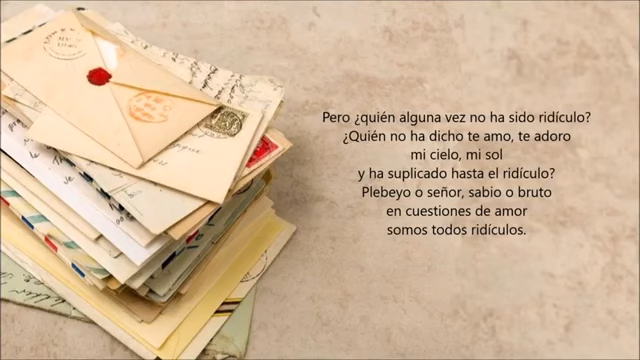 Pero ¿quién alguna vez no ha sido ridículo?
¿Quién no ha dicho te amo, te adoro
mi cielo, mi sol
y ha suplicado hasta el ridículo?
Plebeyo o señor, sabio o bruto
en cuestiones de amor
somos todos ridículos.